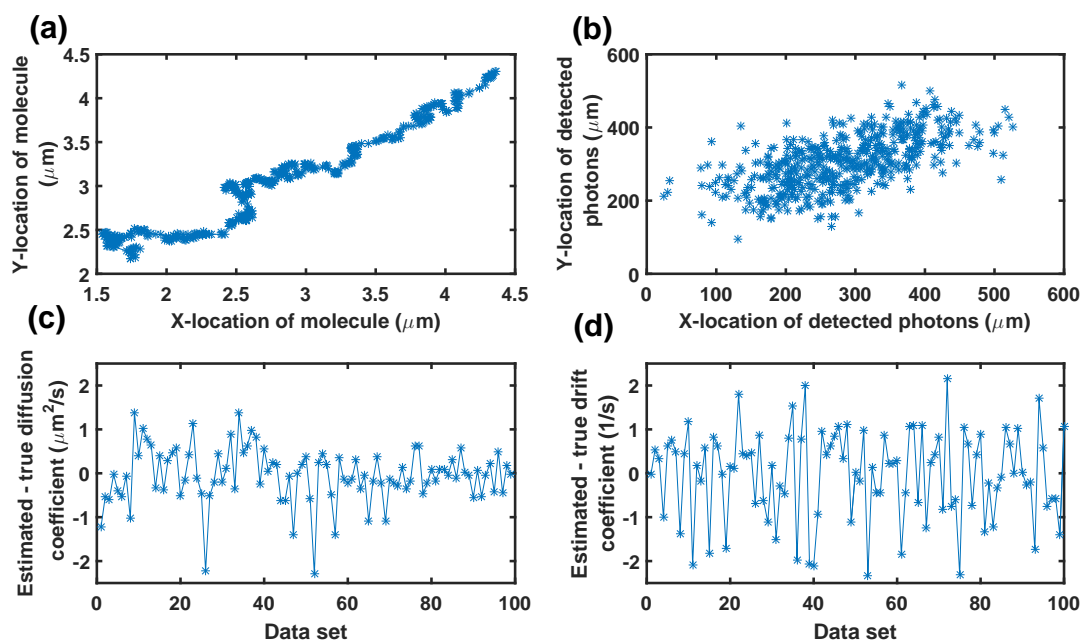 (a)
4.5
4
3.5
3
2.5
2
Y-location of molecule
(μm)
1.5 2 2.5 3 3.5 4 4.5
X-location of molecule (μm)
(b)
600
400
200
0
Y-location of detected
photons (μm)
0 100 200 300 400 500 600
X-location of detected photons (μm)
(c)
2
1
0
-1
-2
Estimated - true diffusion
coefficient (μm²/s)
0 20 40 60 80 100
Data set
(d)
2
1
0
-1
-2
Estimated - true drift
coefficient (1/s)
0 20 40 60 80 100
Data set